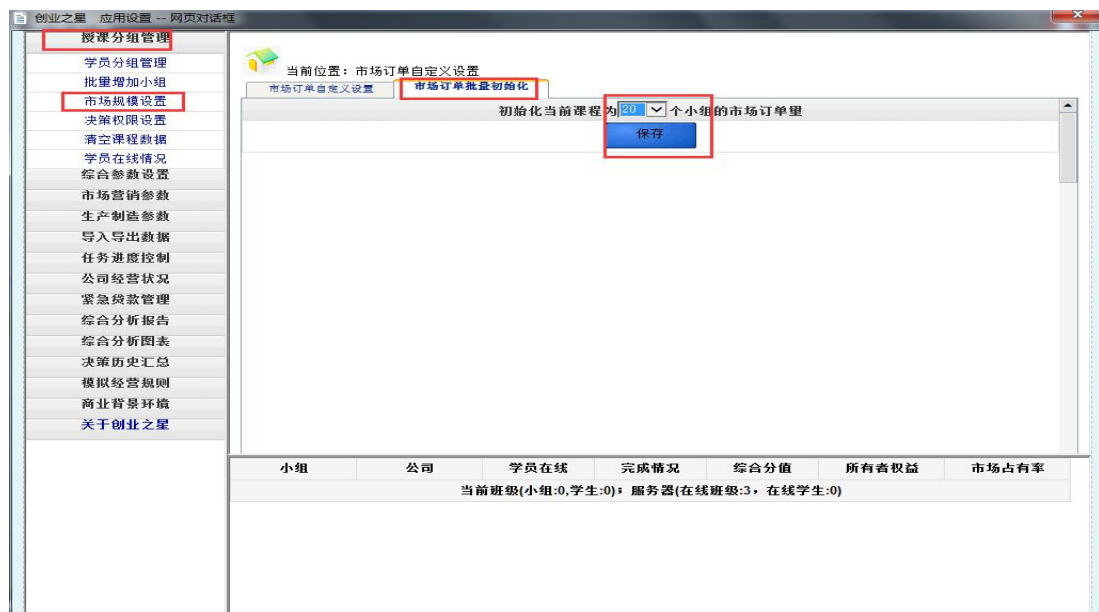 创业之星 应用设置 -- 网页对话框
授课分组管理
学员分组管理
批量增加小组
市场规模设置
决策权限设置
清空课程数据
学员在线情况
综合参数设置
市场营销参数
生产制造参数
导入导出数据
任务进度控制
公司经营状况
紧急贷款管理
综合分析报告
综合分析图表
决策历史汇总
模拟经营规则
商业背景环境
关于创业之星
当前位置：市场订单自定义设置
市场订单自定义设置 市场订单批量初始化
初始化当前课程为 20 个小组的市场订单量
保存
小组 公司 学员在线 完成情况 综合分值 所有者权益 市场占有率
当前班级(小组:0,学生:0)；服务器(在线班级:3，在线学生:0)